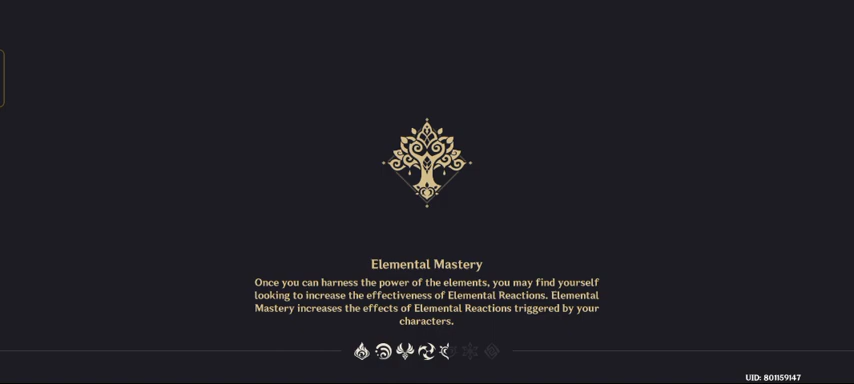 Elemental Mastery
Once you can harness the power of the elements, you may find yourself
looking to increase the effectiveness of Elemental Reactions. Elemental
Mastery increases the effects of Elemental Reactions triggered by your
characters.
UID: 801159147